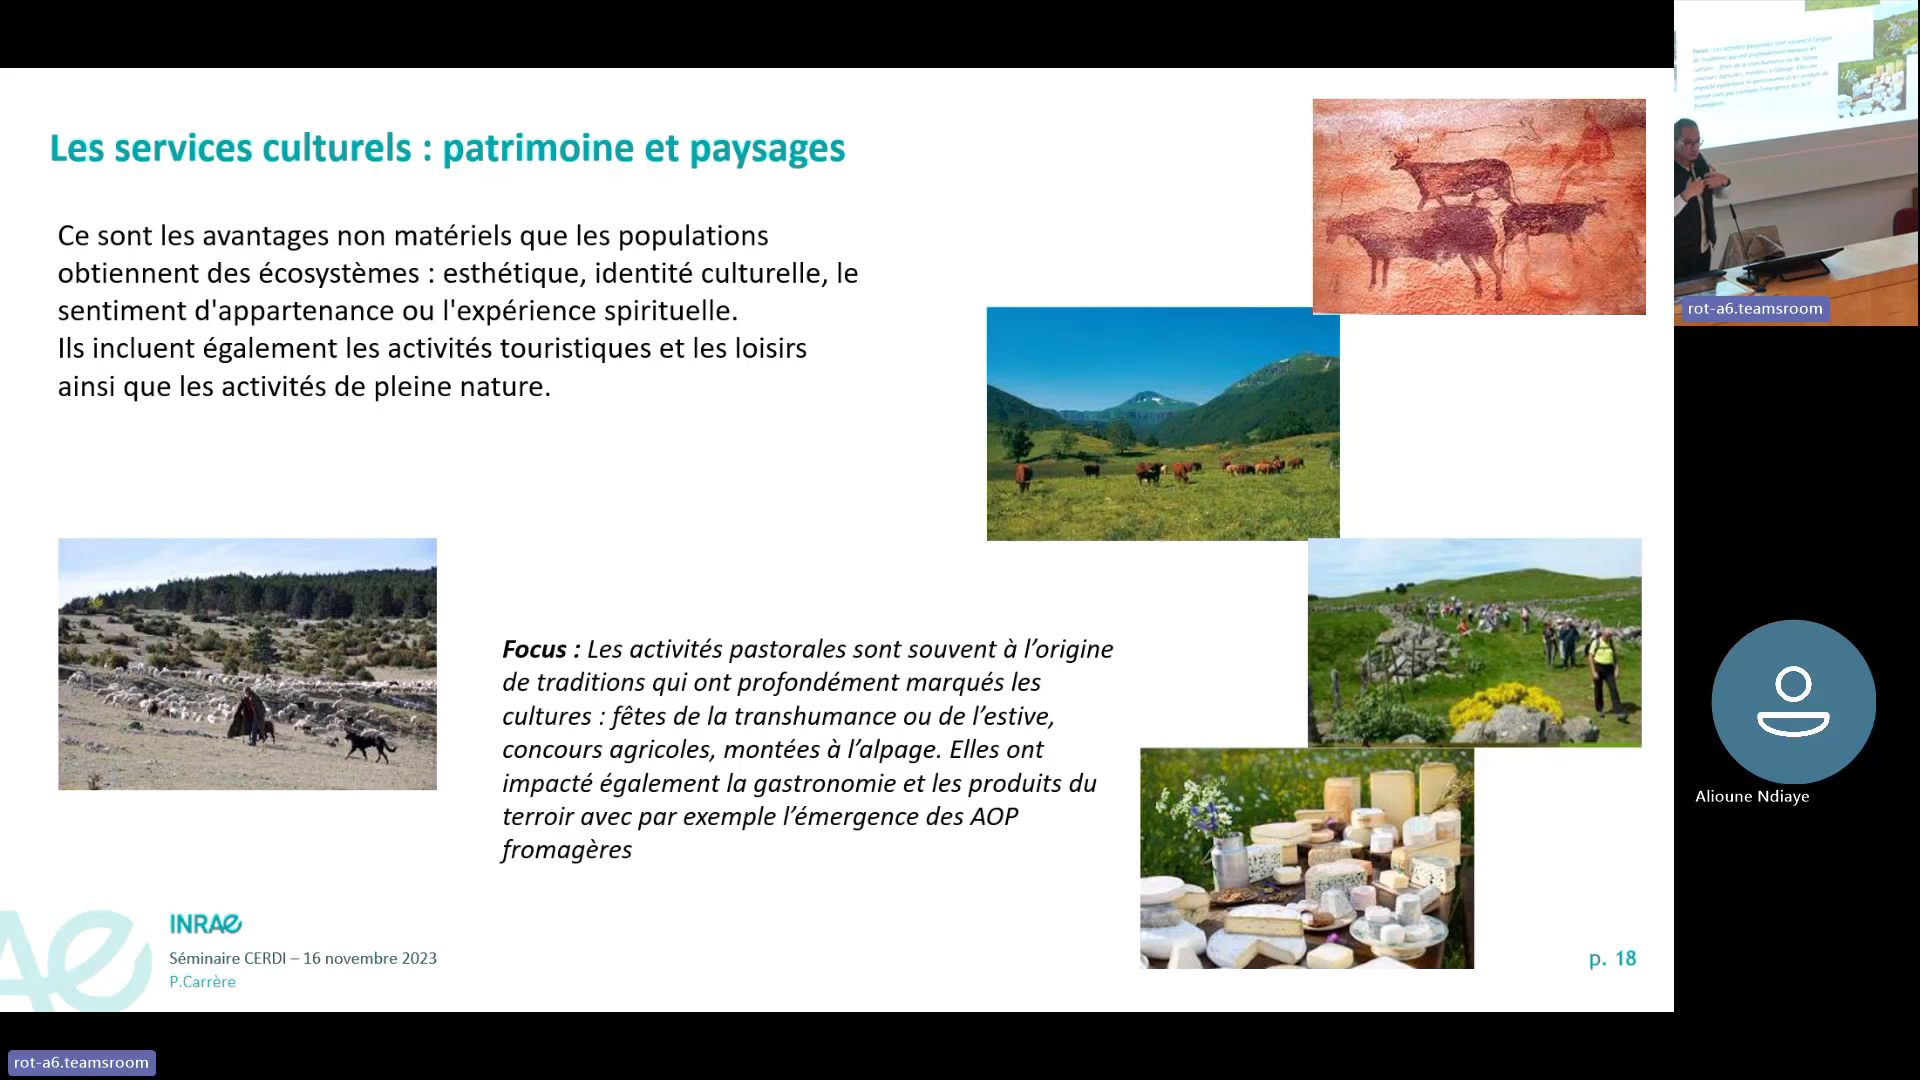 Les services culturels : patrimoine et paysages
Ce sont les avantages non matériels que les populations
obtiennent des écosystèmes : esthétique, identité culturelle, le
sentiment d'appartenance ou l'expérience spirituelle.
Ils incluent également les activités touristiques et les loisirs
ainsi que les activités de pleine nature.
Focus : Les activités pastorales sont souvent à l’origine
de traditions qui ont profondément marqués les
cultures : fêtes de la transhumance ou de l’estive,
concours agricoles, montées à l’alpage. Elles ont
impacté également la gastronomie et les produits du
terroir avec par exemple l’émergence des AOP
fromagères
INRAE
Séminaire CERDI – 16 novembre 2023
P.Carrère
p. 18
rot-a6.teamsroom
Alioune Ndiaye
rot-a6.teamsroom